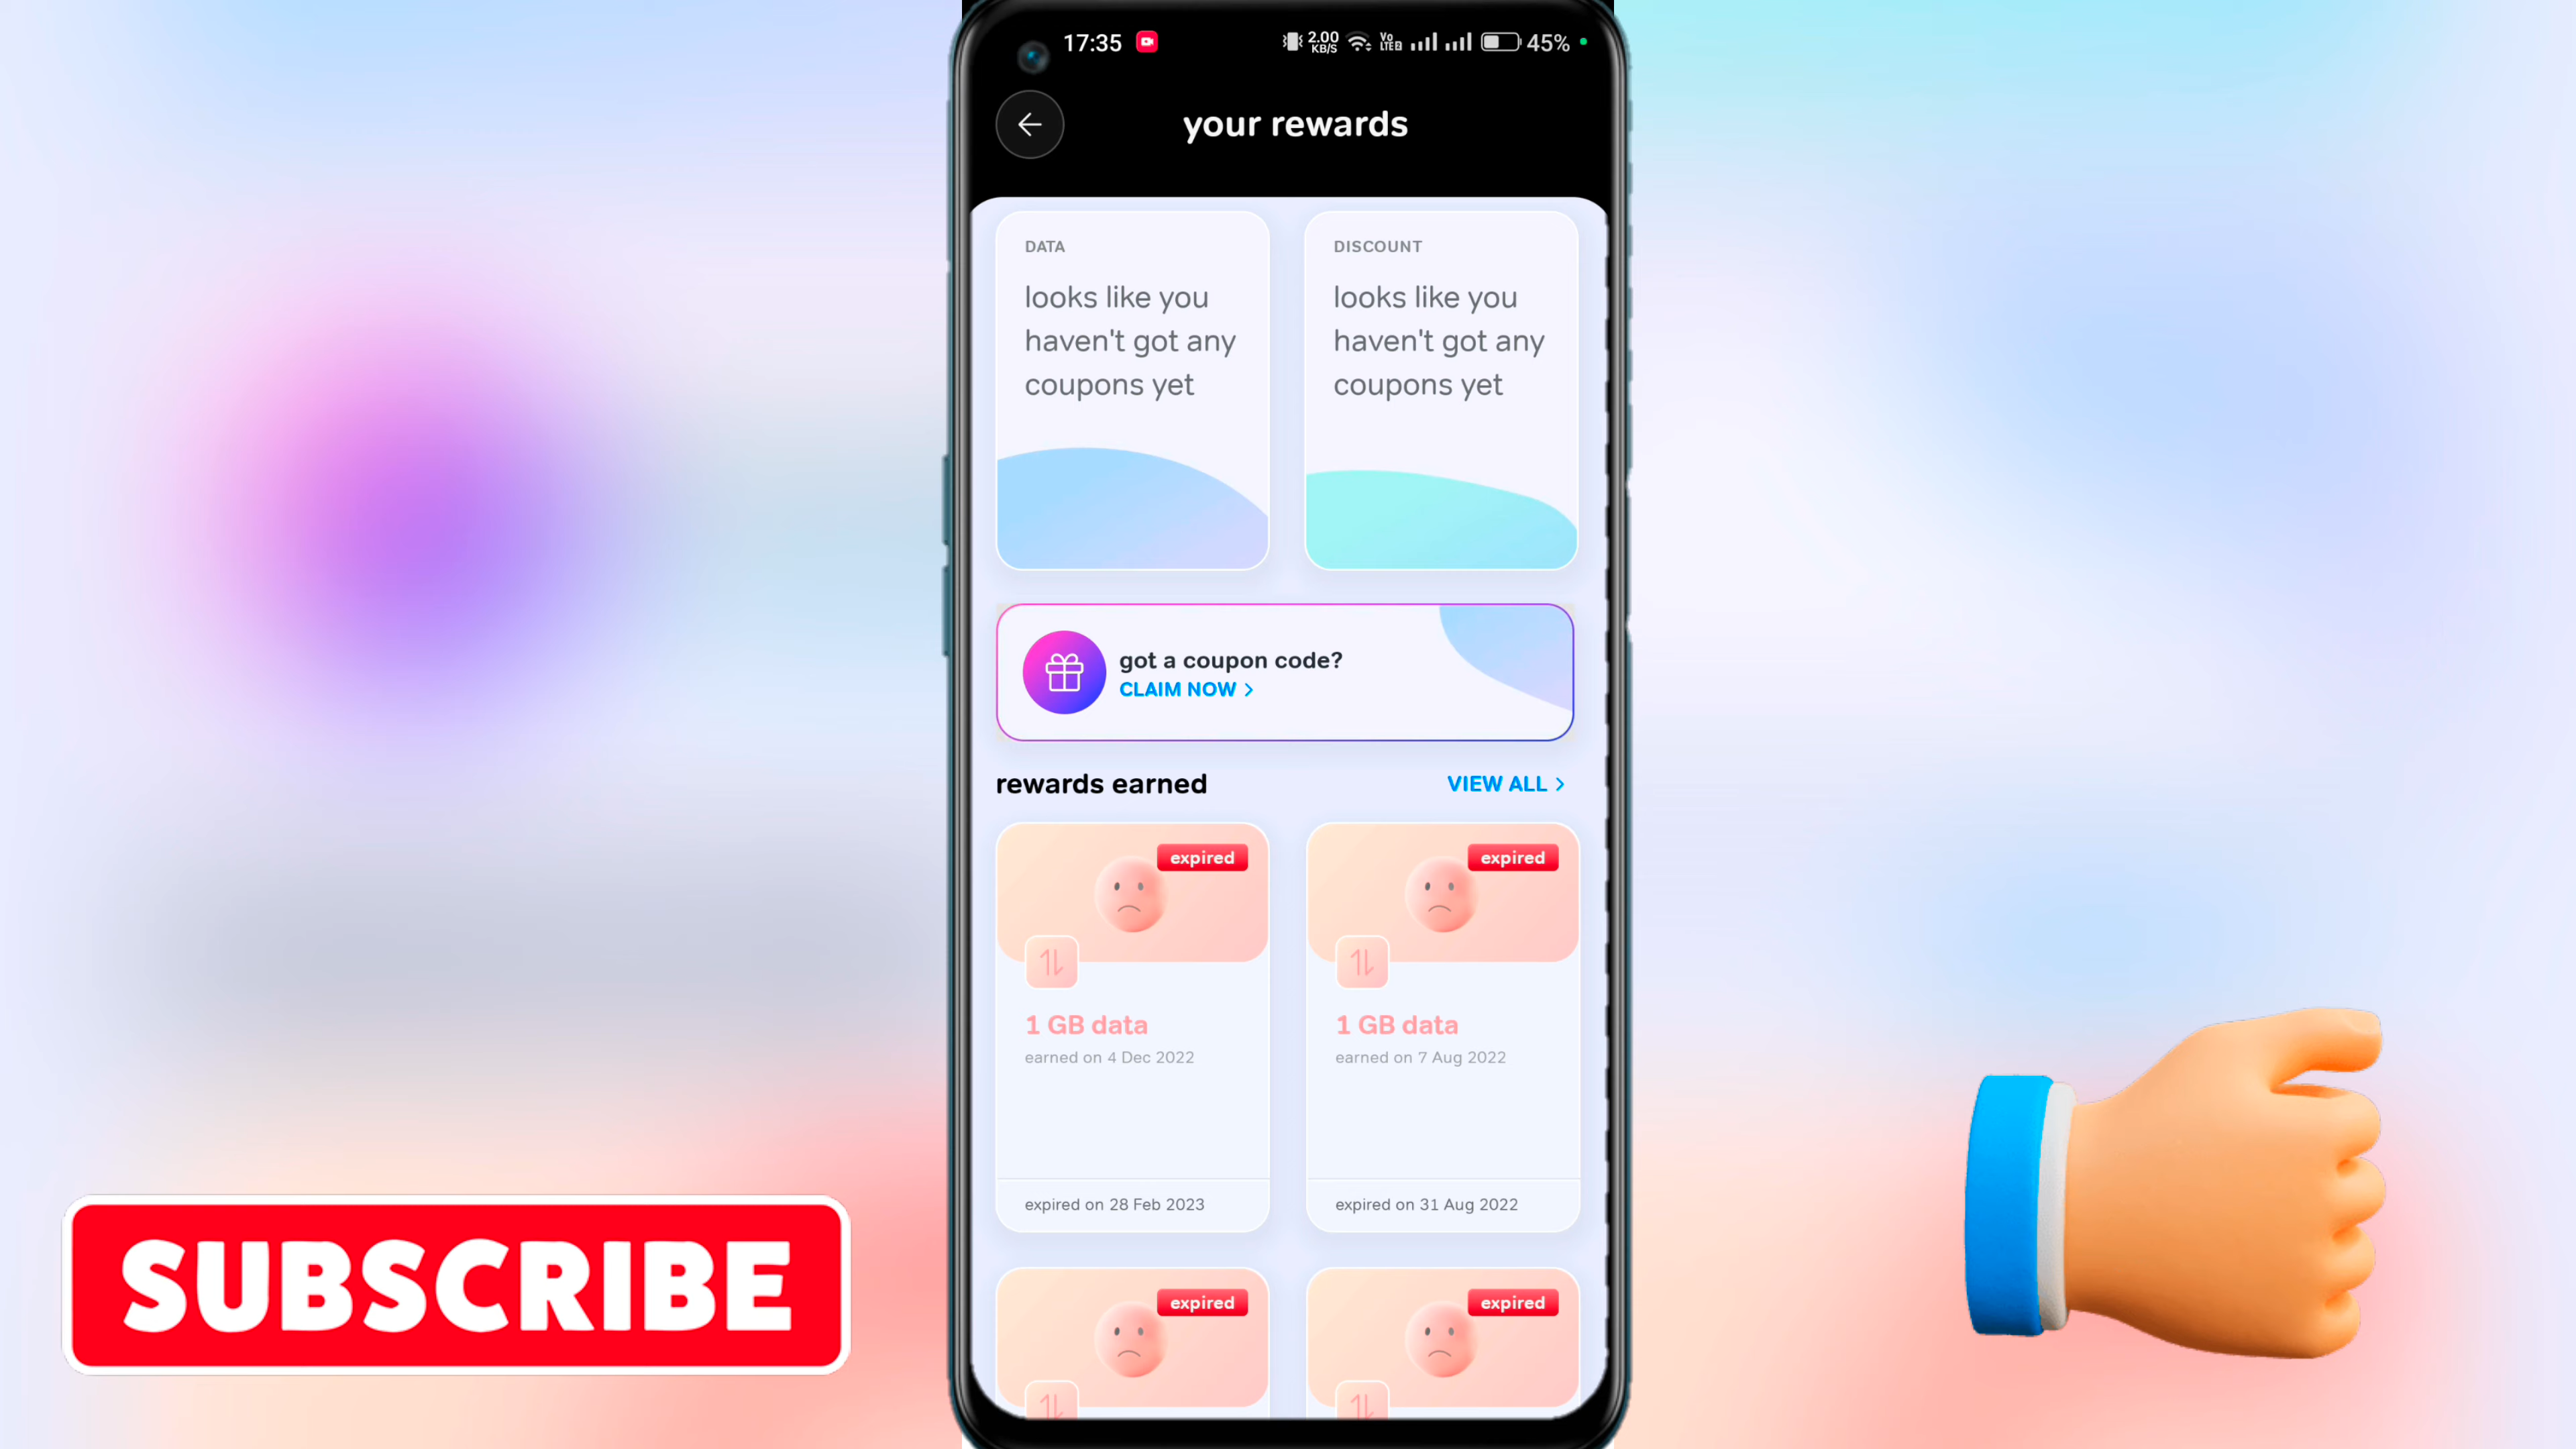 17:35 2.00 KB/S Vo LTE2 45%
your rewards
DATA
looks like you
haven't got any
coupons yet
DISCOUNT
looks like you
haven't got any
coupons yet
got a coupon code?
CLAIM NOW >
rewards earned
VIEW ALL >
expired
1 GB data
earned on 4 Dec 2022
expired on 28 Feb 2023
expired
1 GB data
earned on 7 Aug 2022
expired on 31 Aug 2022
expired
expired
SUBSCRIBE